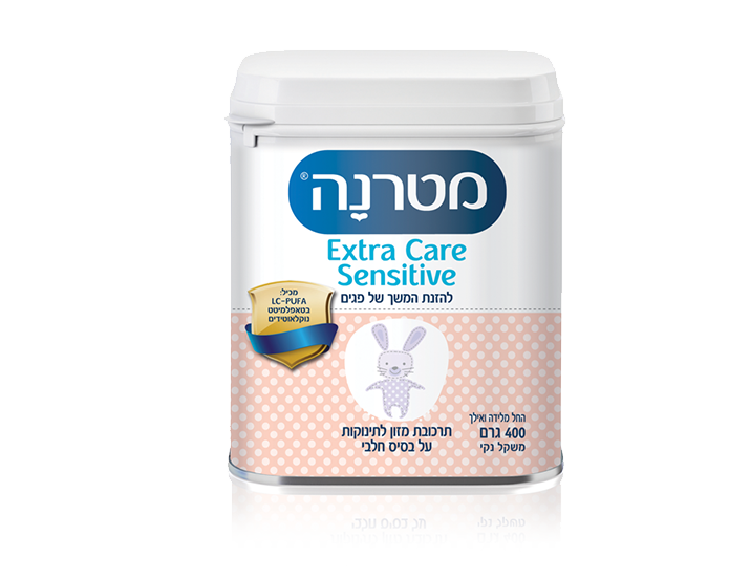 מטרנָה®
Extra Care
Sensitive
להזנת המשך של פגים
מכיל:
LC-PUFA
בטאפלמיטט
נוקלאוטידים
תרכובת מזון לתינוקות
על בסיס חלבי
החל מלידה ואילך
400 גרם
משקל נקי